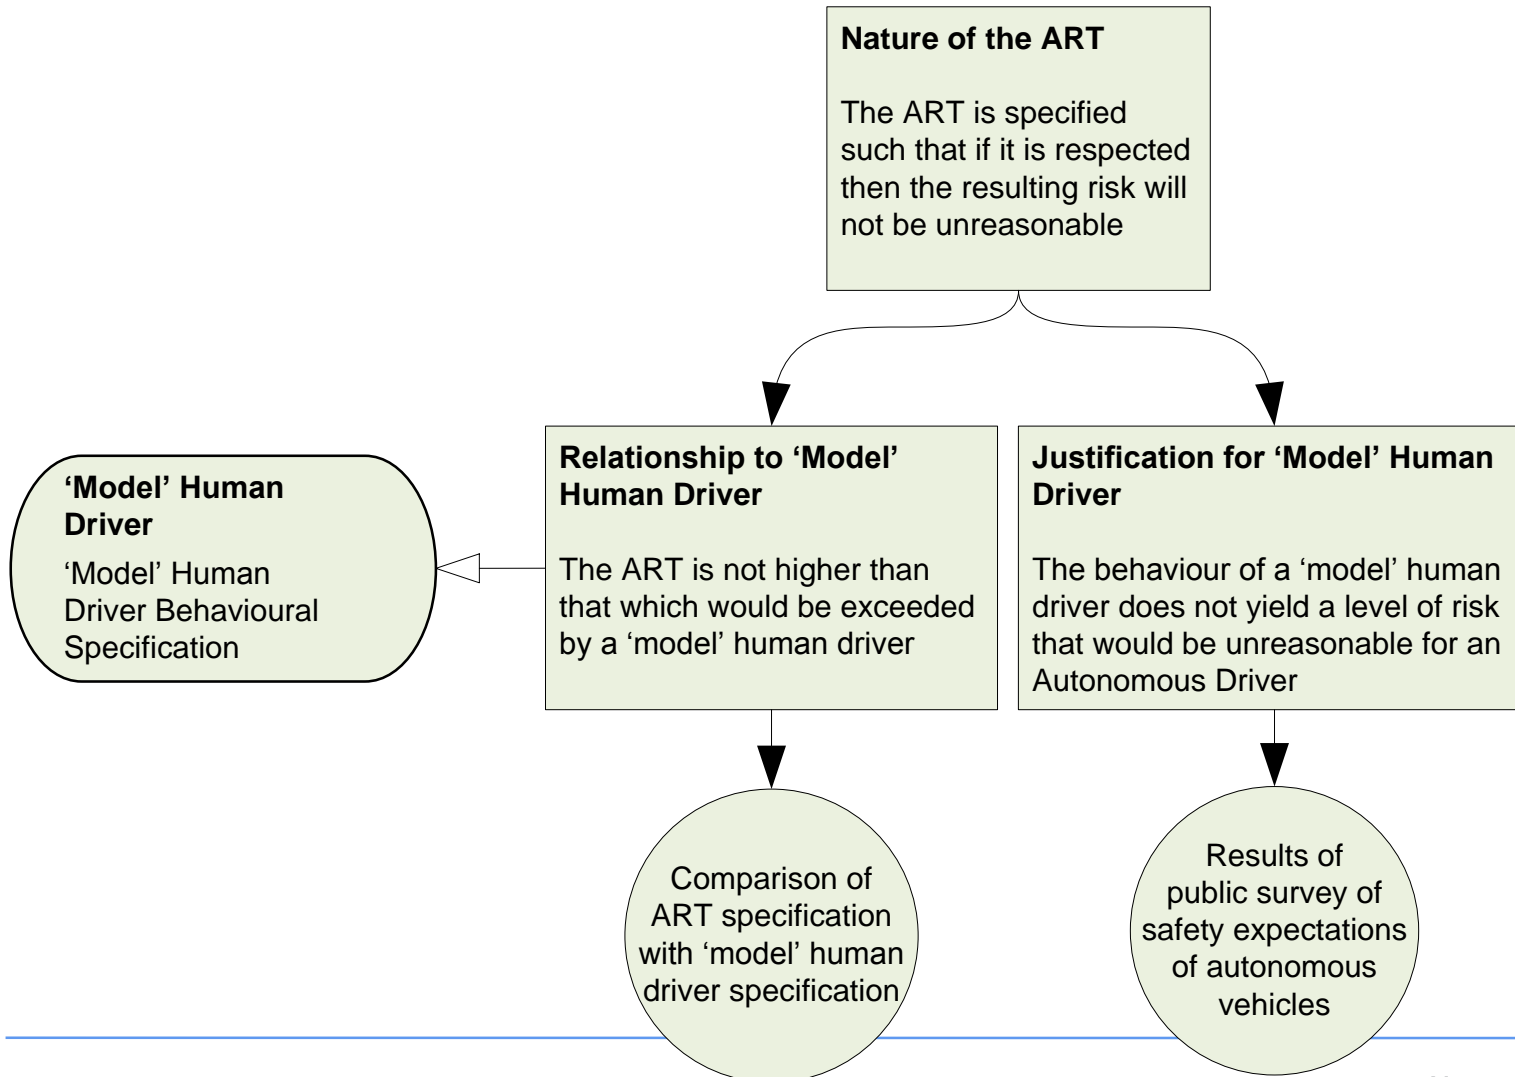 Nature of the ART
The ART is specified
such that if it is respected
then the resulting risk will
not be unreasonable
‘Model’ Human
Driver
‘Model’ Human
Driver Behavioural
Specification
Relationship to ‘Model’
Human Driver
The ART is not higher than
that which would be exceeded
by a ‘model’ human driver
Justification for ‘Model’ Human
Driver
The behaviour of a ‘model’ human
driver does not yield a level of risk
that would be unreasonable for an
Autonomous Driver
Comparison of
ART specification
with ‘model’ human
driver specification
Results of
public survey of
safety expectations
of autonomous
vehicles